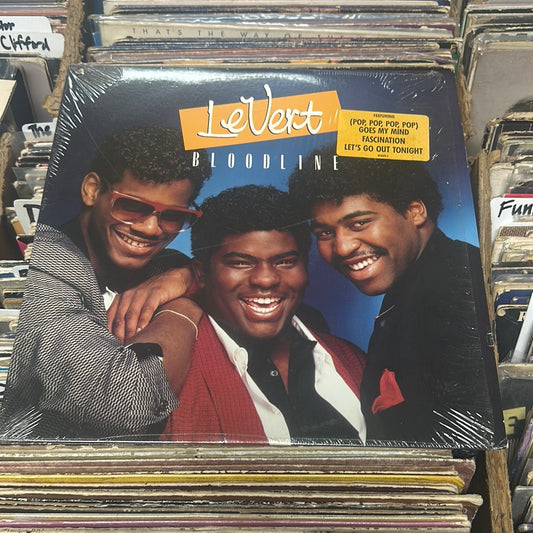 THAT'S THE WAY OF THE
Clifford
The
LeVert
BLOODLINE
FEATURING
(POP, POP, POP, POP)
GOES MY MIND
FASCINATION
LET'S GO OUT TONIGHT
Fun